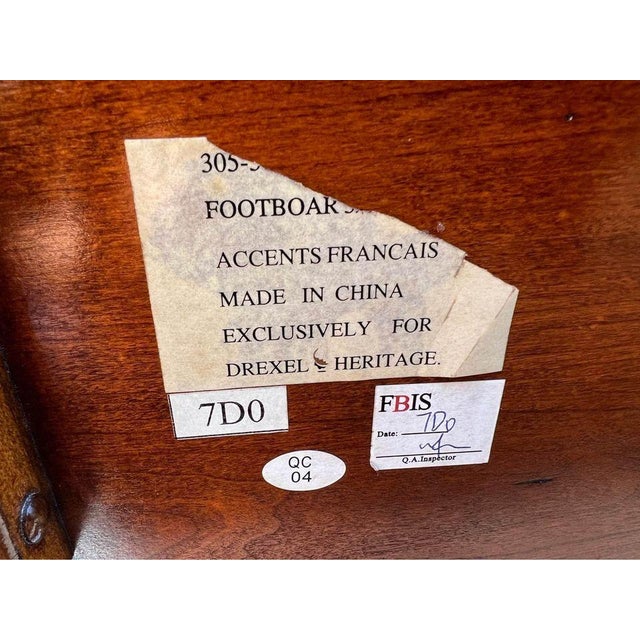 305-
FOOTBOAR
ACCENTS FRANCAIS
MADE IN CHINA
EXCLUSIVELY FOR
DREXEL HERITAGE.
7D0
FBIS
7D0
Date:
Q.A.Inspector
QC
04